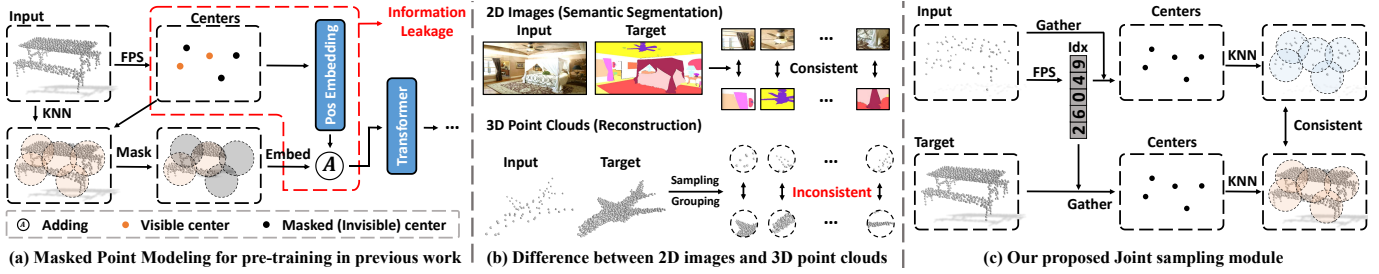 Input
Centers
Information
Leakage
FPS
KNN
Pos Embedding
Transformer
...
Mask
Embed
A
A Adding
Visible center
Masked (Invisible) center
(a) Masked Point Modeling for pre-training in previous work
2D Images (Semantic Segmentation)
Input
Target
...
Consistent
...
3D Point Clouds (Reconstruction)
Input
Target
Sampling
Grouping
...
Inconsistent
...
(b) Difference between 2D images and 3D point clouds
Input
Gather
Centers
FPS
Idx
2 6 0 4 9
KNN
Consistent
Target
Centers
Gather
KNN
(c) Our proposed Joint sampling module